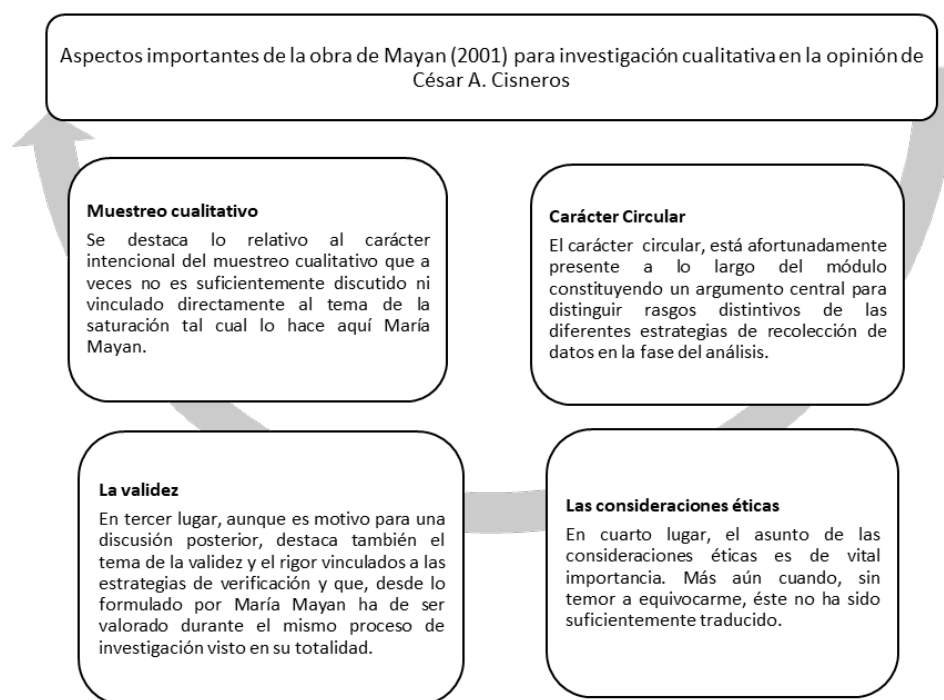 Aspectos importantes de la obra de Mayan (2001) para investigación cualitativa en la opinión de
César A. Cisneros
Muestreo cualitativo
Se destaca lo relativo al carácter
intencional del muestreo cualitativo que a
veces no es suficientemente discutido ni
vinculado directamente al tema de la
saturación tal cual lo hace aquí María
Mayan.
Carácter Circular
El carácter circular, está afortunadamente
presente a lo largo del módulo
constituyendo un argumento central para
distinguir rasgos distintivos de las
diferentes estrategias de recolección de
datos en la fase del análisis.
La validez
En tercer lugar, aunque es motivo para una
discusión posterior, destaca también el
tema de la validez y el rigor vinculados a las
estrategias de verificación y que, desde lo
formulado por María Mayan ha de ser
valorado durante el mismo proceso de
investigación visto en su totalidad.
Las consideraciones éticas
En cuarto lugar, el asunto de las
consideraciones éticas es de vital
importancia. Más aún cuando, sin
temor a equivocarme, éste no ha sido
suficientemente traducido.